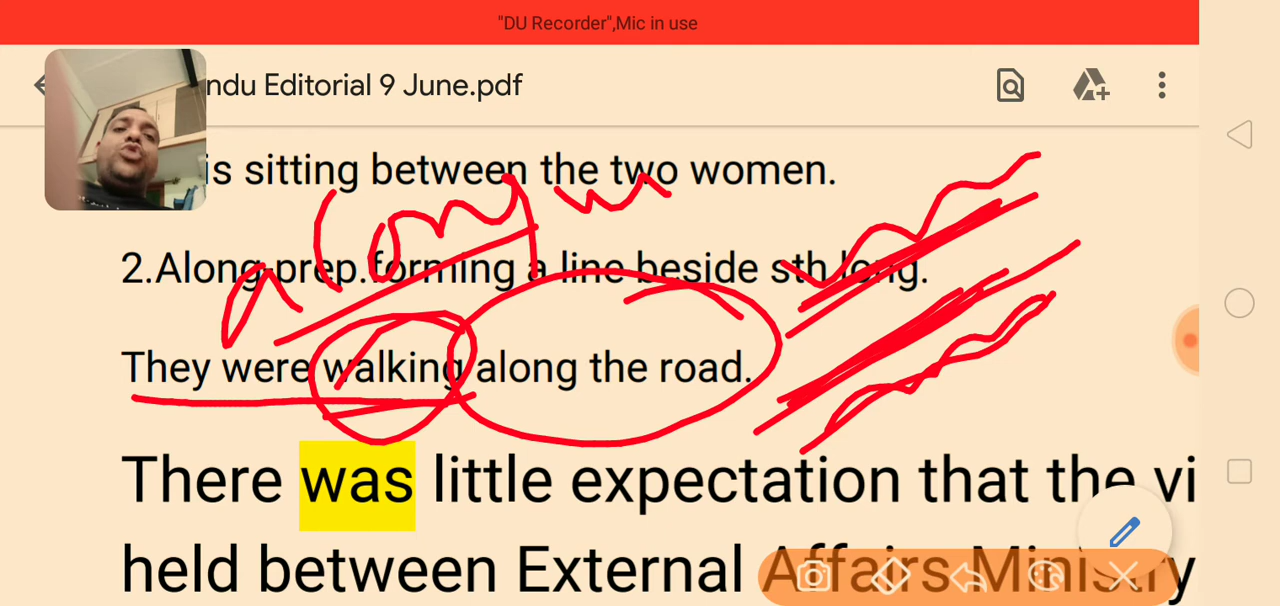 "DU Recorder",Mic in use
ndu Editorial 9 June.pdf
is sitting between the two women.
2.Along-prep.forming a line beside sth long.
They were walking along the road.
There was little expectation that the vi
held between External Affairs Ministry